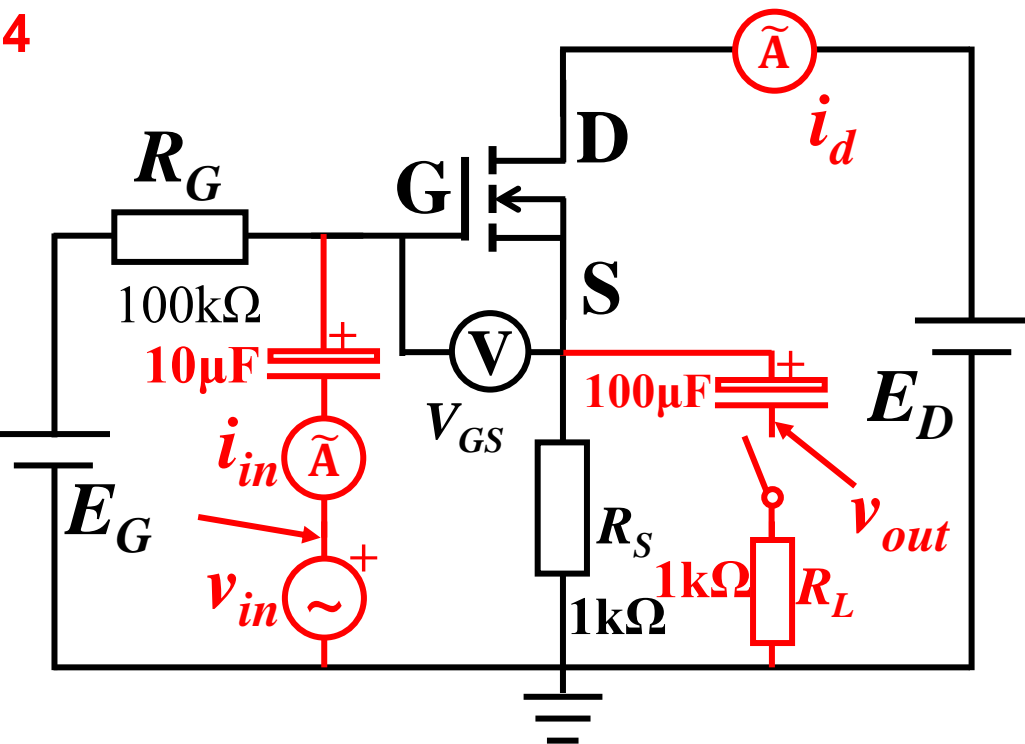 4
Ã
i_d
D
R_G
G
100kΩ
S
+
10μF
V
V_GS
+
100μF
E_D
i_in
Ã
E_G
v_in
+
~
R_S
1kΩ
v_out
1kΩ
R_L